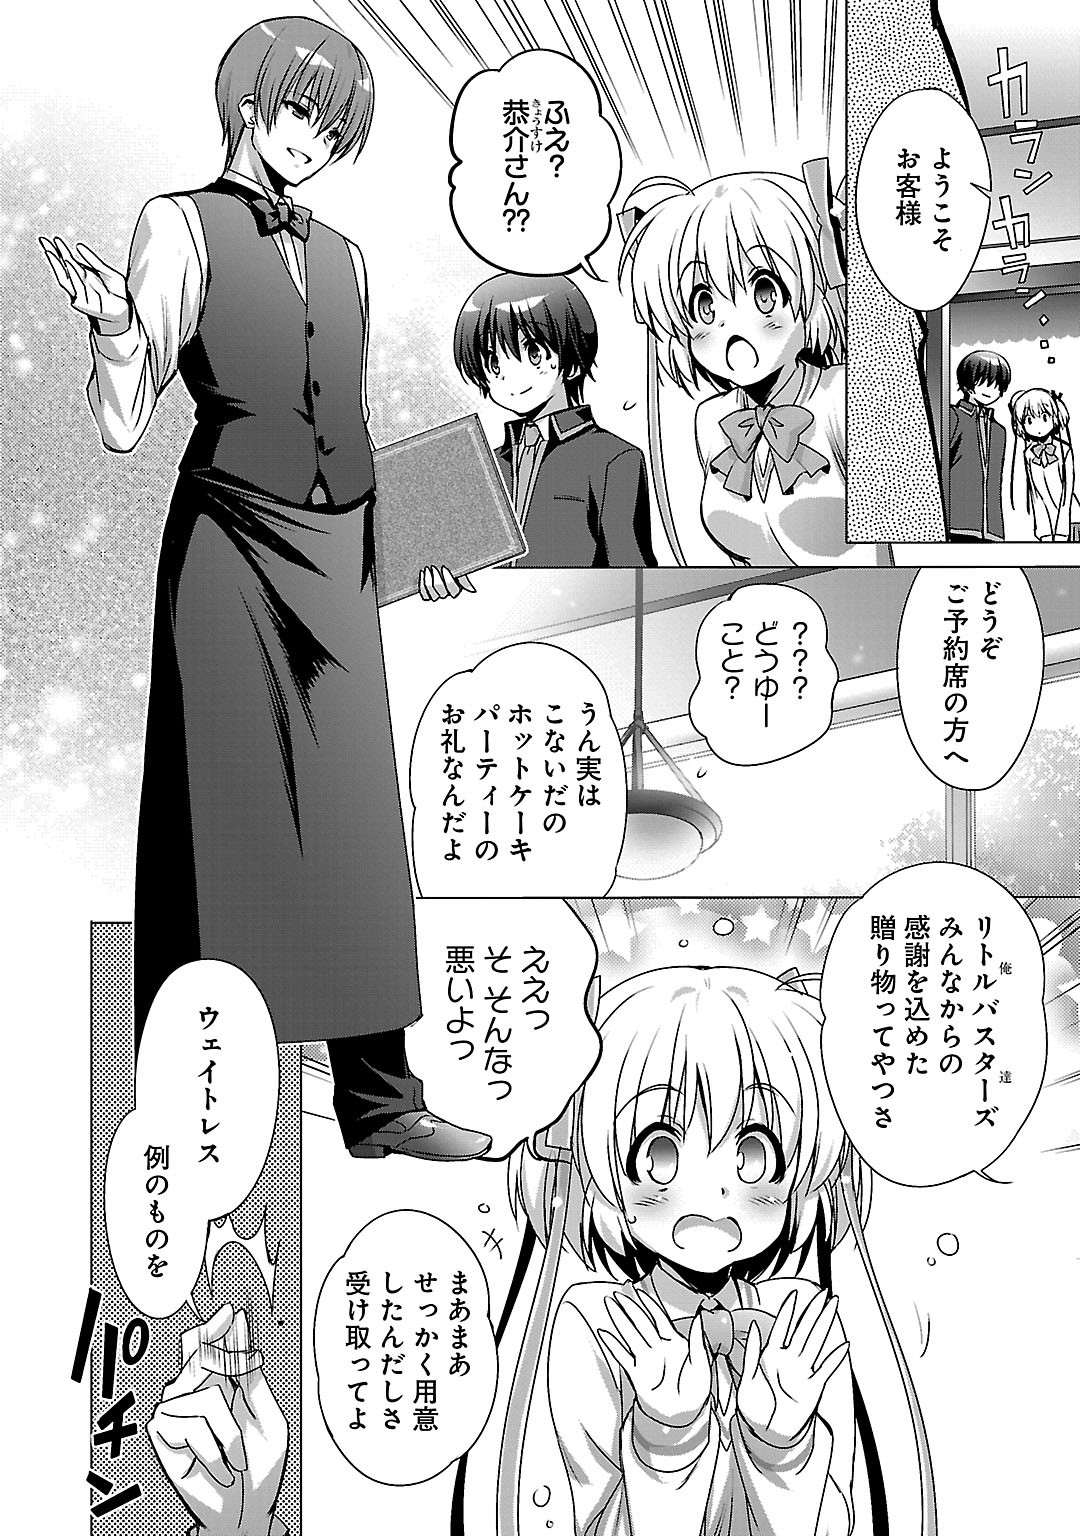 カラン
カラン…
ようこそ
お客様
ふえ?
恭介さん??
きょうすけ
どうぞ
ご予約席の方へ
???
どうゆー
こと?
うん実は
こないだの
ホットケーキ
パーティーの
お礼なんだよ
リトルバスターズ
俺達
みんなからの
感謝を込めた
贈り物ってやつさ
ええっ
そ そんなっ
悪いよっ
まあまあ
せっかく用意
したんだしさ
受け取ってよ
ウェイトレス
例のものを
パチン